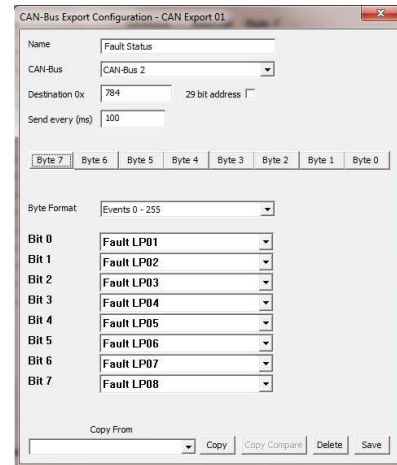 CAN-Bus Export Configuration - CAN Export 01
Name Fault Status
CAN-Bus CAN-Bus 2
Destination 0x 784 29 bit address
Send every (ms) 100
Byte 7 Byte 6 Byte 5 Byte 4 Byte 3 Byte 2 Byte 1 Byte 0
Byte Format Events 0 - 255
Bit 0 Fault LP01
Bit 1 Fault LP02
Bit 2 Fault LP03
Bit 3 Fault LP04
Bit 4 Fault LP05
Bit 5 Fault LP06
Bit 6 Fault LP07
Bit 7 Fault LP08
Copy From
Copy Copy Compare Delete Save